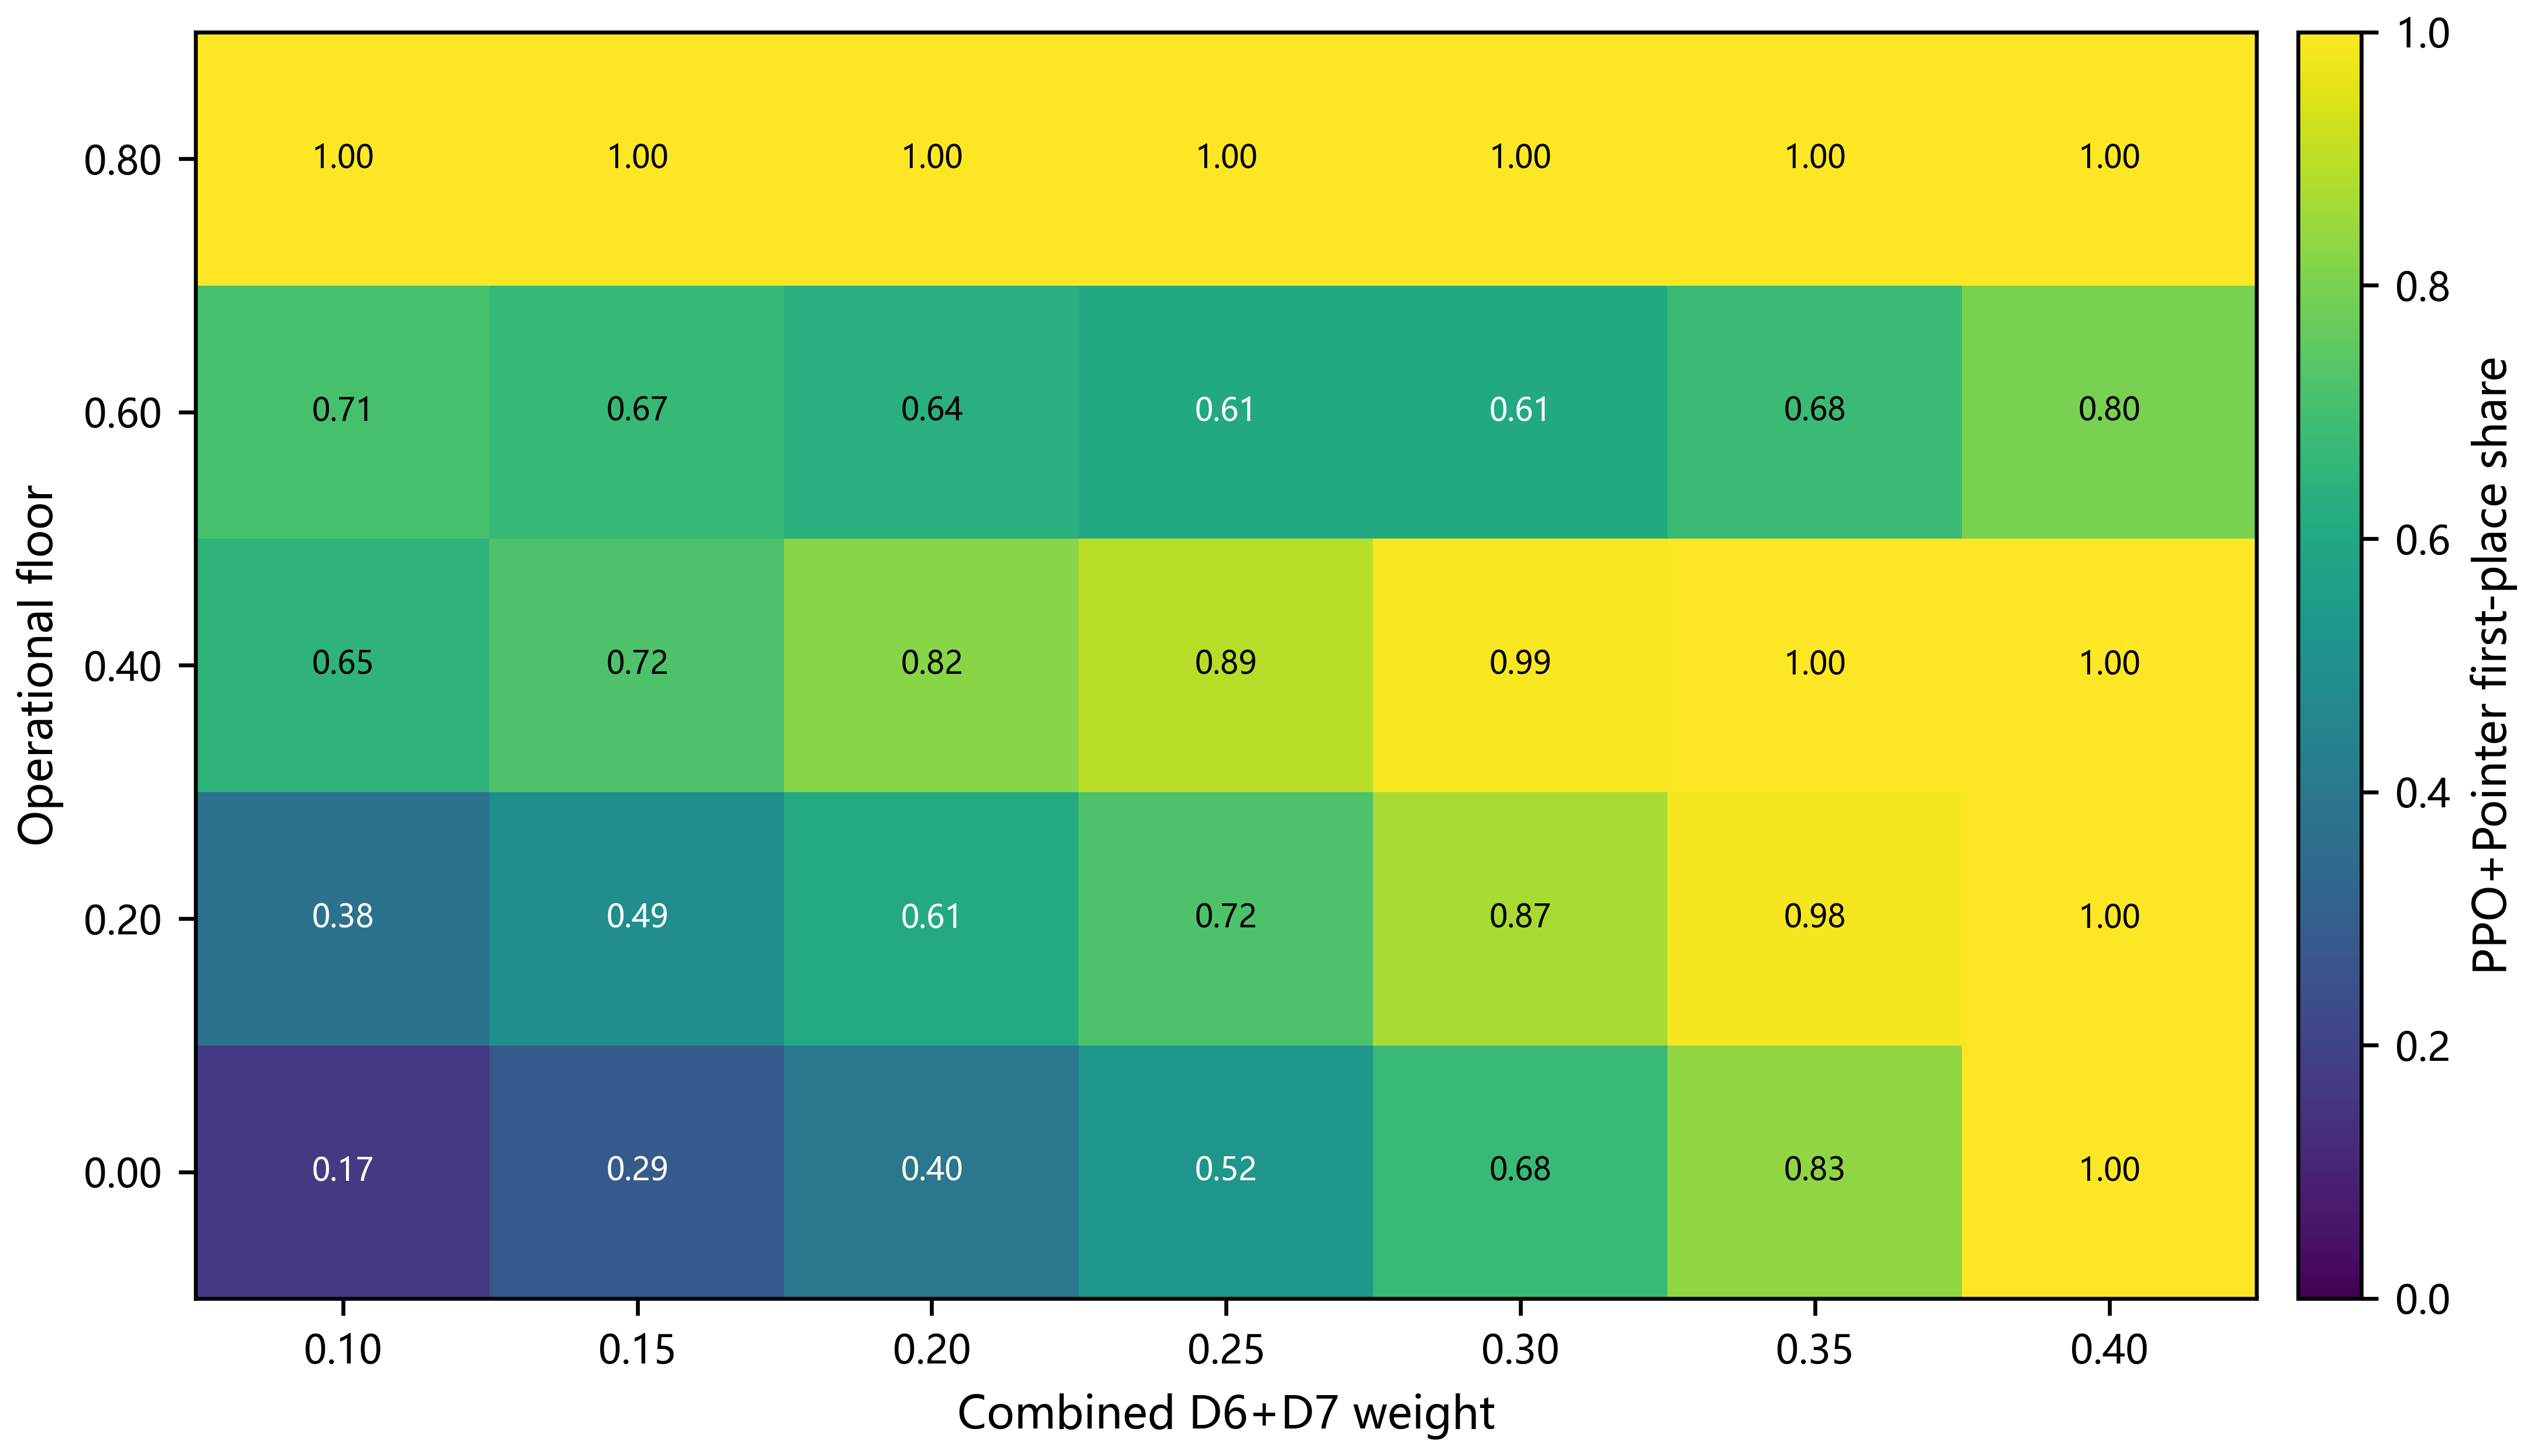 0.80 1.00 1.00 1.00 1.00 1.00 1.00 1.00
0.60 0.71 0.67 0.64 0.61 0.61 0.68 0.80
0.40 0.65 0.72 0.82 0.89 0.99 1.00 1.00
0.20 0.38 0.49 0.61 0.72 0.87 0.98 1.00
0.00 0.17 0.29 0.40 0.52 0.68 0.83 1.00
0.10 0.15 0.20 0.25 0.30 0.35 0.40
Operational floor
Combined D6+D7 weight
1.0
0.8
0.6
0.4
0.2
0.0
PPO+Pointer first-place share